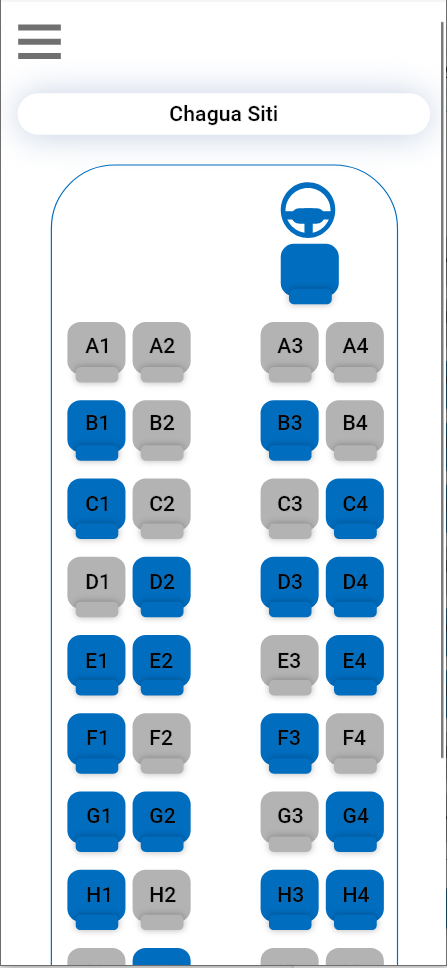 Chagua Siti
A1 A2 A3 A4
B1 B2 B3 B4
C1 C2 C3 C4
D1 D2 D3 D4
E1 E2 E3 E4
F1 F2 F3 F4
G1 G2 G3 G4
H1 H2 H3 H4